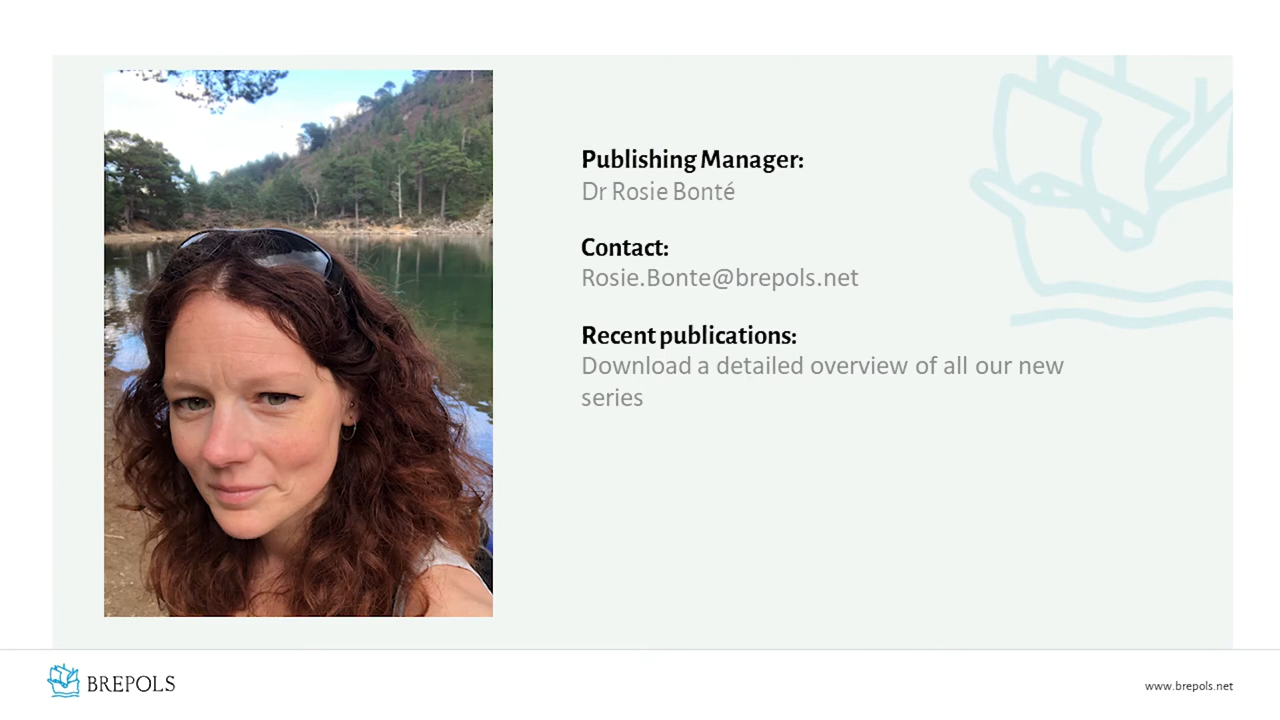 Publishing Manager:
Dr Rosie Bonté
Contact:
Rosie.Bonte@brepols.net
Recent publications:
Download a detailed overview of all our new
series
BREPOLS
www.brepols.net